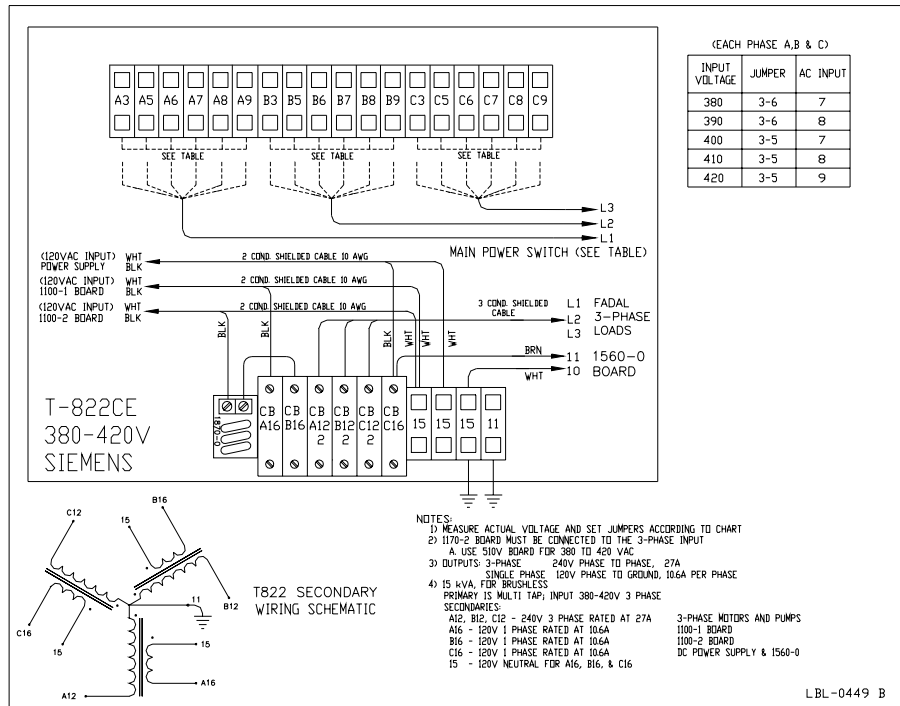 (EACH PHASE A,B & C)
INPUT VOLTAGE JUMPER AC INPUT
380 3-6 7
390 3-6 8
400 3-5 7
410 3-5 8
420 3-5 9
A3 A5 A6 A7 A8 A9 B3 B5 B6 B7 B8 B9 C3 C5 C6 C7 C8 C9
SEE TABLE SEE TABLE SEE TABLE
L3
L2
L1
MAIN POWER SWITCH (SEE TABLE)
(120VAC INPUT) WHT 2 COND. SHIELDED CABLE 10 AWG
POWER SUPPLY BLK
(120VAC INPUT) WHT 2 COND. SHIELDED CABLE 10 AWG
1100-1 BOARD BLK
(120VAC INPUT) WHT 2 COND. SHIELDED CABLE 10 AWG
1100-2 BOARD BLK
3 COND. SHIELDED CABLE
L1 FADAL
L2 3-PHASE
L3 LOADS
BLK BLK BLK WHT WHT WHT
BRN 11 1560-0
WHT 10 BOARD
T-822CE
380-420V
SIEMENS
1870-0
CB A16 CB B16 CB A12 2 CB B12 2 CB C12 2 CB C16 15 15 15 11
C12 15 B16
11
B12
C16
15
15
A12 A16
T822 SECONDARY
WIRING SCHEMATIC
NOTES:
1) MEASURE ACTUAL VOLTAGE AND SET JUMPERS ACCORDING TO CHART
2) 1170-2 BOARD MUST BE CONNECTED TO THE 3-PHASE INPUT
A. USE 510V BOARD FOR 380 TO 420 VAC
3) OUTPUTS: 3-PHASE 240V PHASE TO PHASE, 27A
SINGLE PHASE 120V PHASE TO GROUND, 10.6A PER PHASE
4) 15 kVA, FOR BRUSHLESS
PRIMARY IS MULTI TAP; INPUT 380-420V 3 PHASE
SECONDARIES:
A12, B12, C12 - 240V 3 PHASE RATED AT 27A 3-PHASE MOTORS AND PUMPS
A16 - 120V 1 PHASE RATED AT 10.6A 1100-1 BOARD
B16 - 120V 1 PHASE RATED AT 10.6A 1100-2 BOARD
C16 - 120V 1 PHASE RATED AT 10.6A DC POWER SUPPLY & 1560-0
15 - 120V NEUTRAL FOR A16, B16, & C16
LBL-0449 B